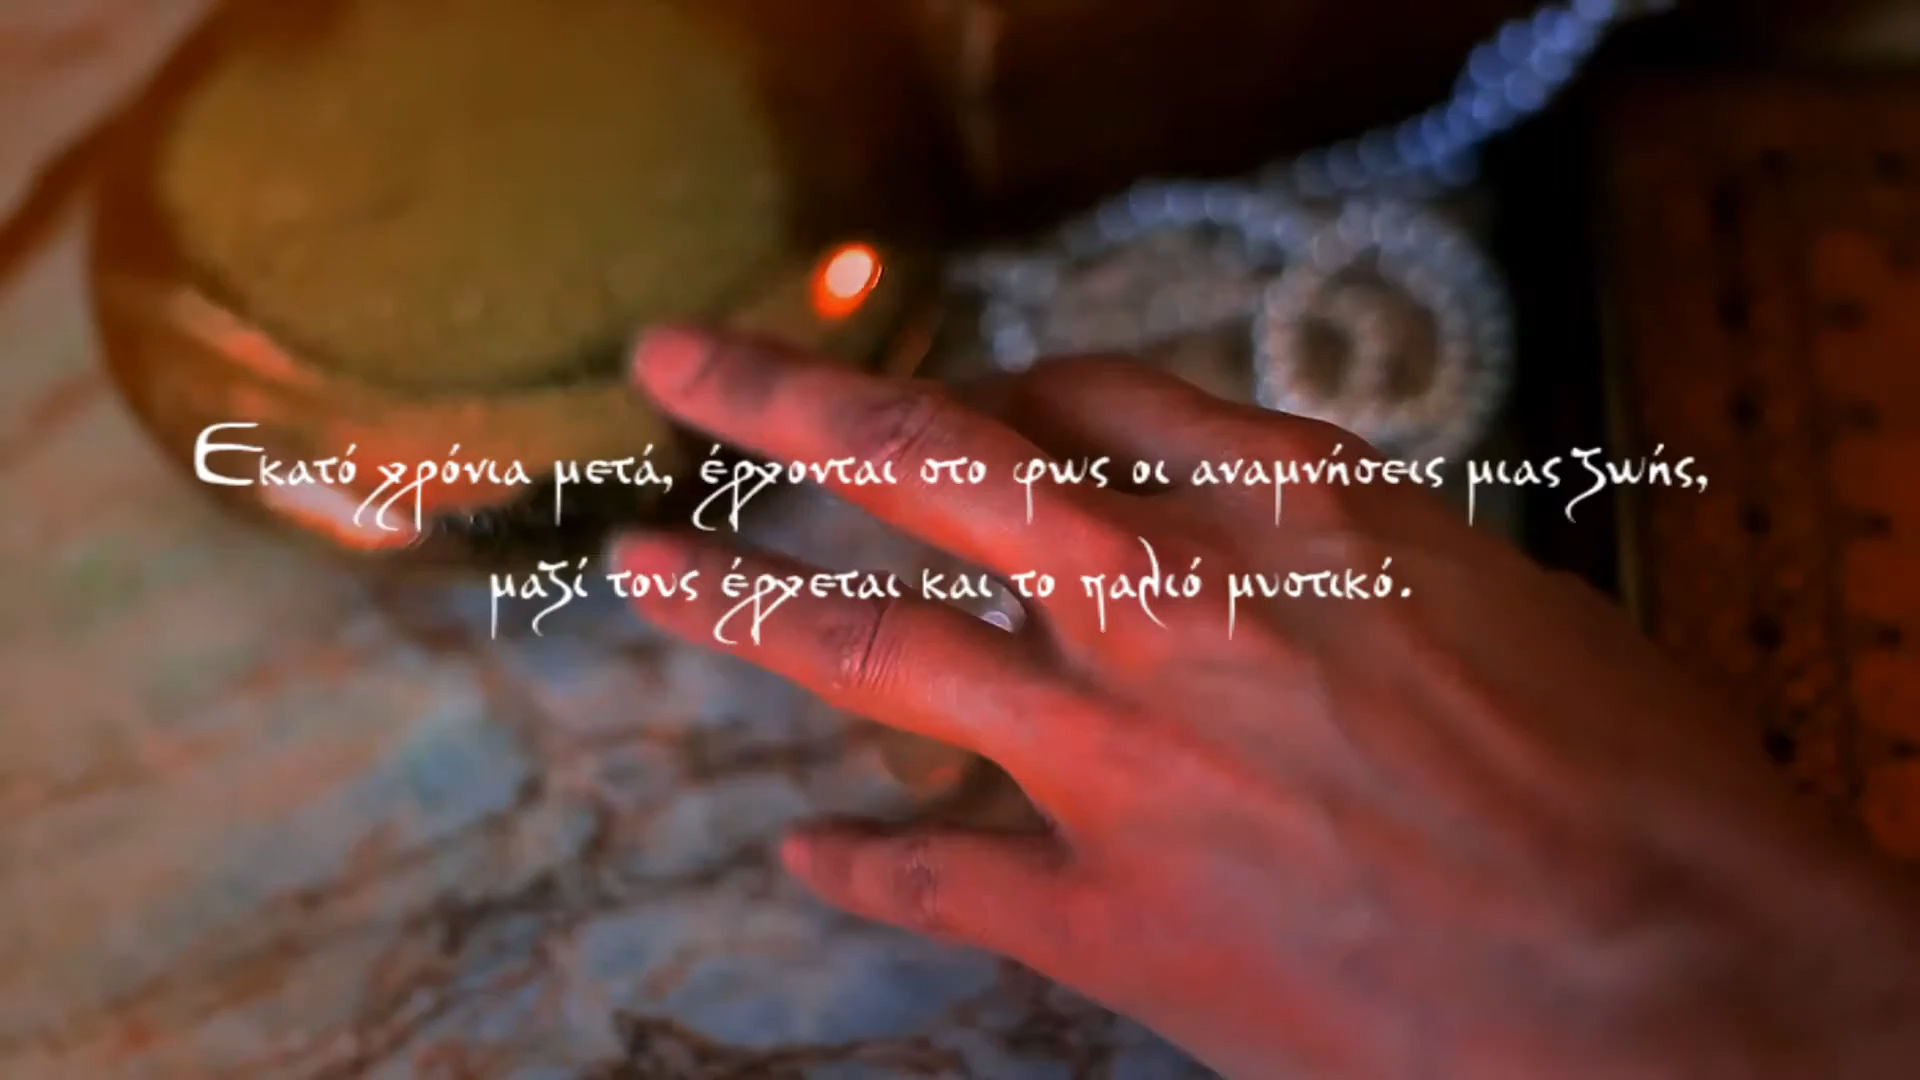 Εκατό χρόνια μετά, έρχονται στο φως οι αναμνήσεις μιας ζωής,
μαζί τους έρχεται και το παλιό μυστικό.